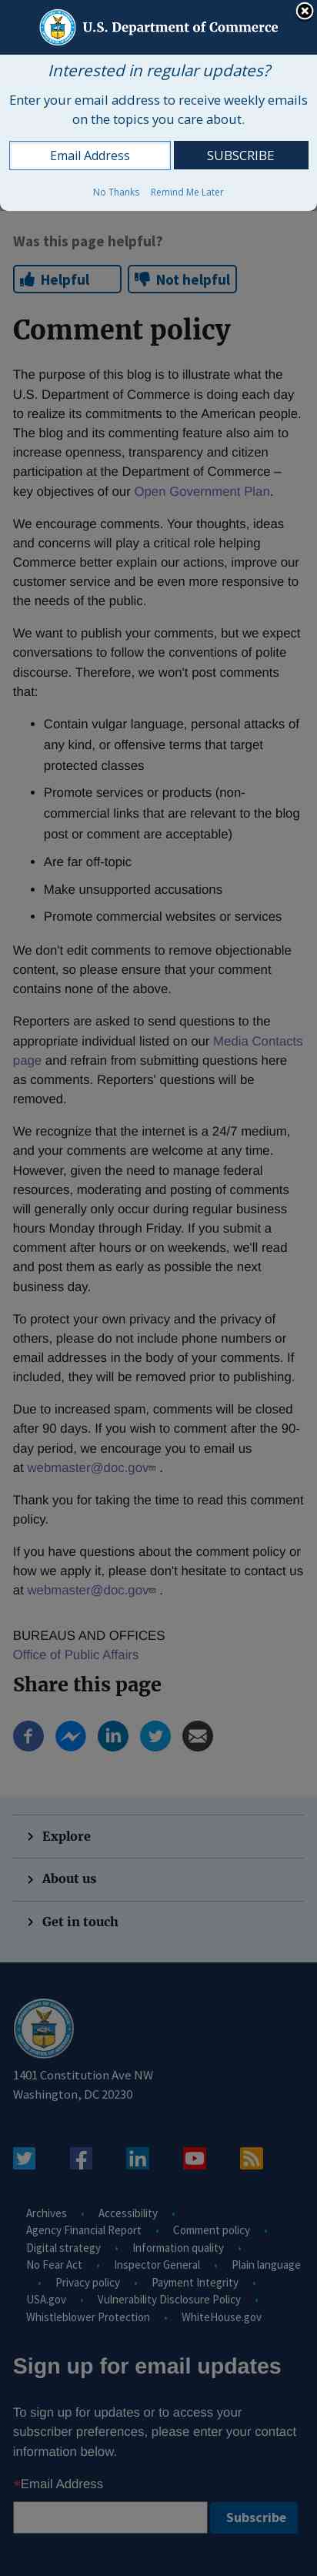 U.S. Department of Commerce
Interested in regular updates?
Enter your email address to receive weekly emails
on the topics you care about.
Email Address SUBSCRIBE
No Thanks Remind Me Later
Was this page helpful?
Helpful Not helpful
Comment policy
The purpose of this blog is to illustrate what the
U.S. Department of Commerce is doing each day
to realize its commitments to the American people.
The blog and its commenting feature also aim to
increase openness, transparency and citizen
participation at the Department of Commerce –
key objectives of our Open Government Plan.
We encourage comments. Your thoughts, ideas
and concerns will play a critical role helping
Commerce better explain our actions, improve our
customer service and be even more responsive to
the needs of the public.
We want to publish your comments, but we expect
conversations to follow the conventions of polite
discourse. Therefore, we won't post comments
that:
• Contain vulgar language, personal attacks of
any kind, or offensive terms that target
protected classes
• Promote services or products (non-
commercial links that are relevant to the blog
post or comment are acceptable)
• Are far off-topic
• Make unsupported accusations
• Promote commercial websites or services
We don't edit comments to remove objectionable
content, so please ensure that your comment
contains none of the above.
Reporters are asked to send questions to the
appropriate individual listed on our Media Contacts
page and refrain from submitting questions here
as comments. Reporters' questions will be
removed.
We recognize that the internet is a 24/7 medium,
and your comments are welcome at any time.
However, given the need to manage federal
resources, moderating and posting of comments
will generally only occur during regular business
hours Monday through Friday. If you submit a
comment after hours or on weekends, we'll read
and post them as early as possible the next
business day.
To protect your own privacy and the privacy of
others, please do not include phone numbers or
email addresses in the body of your comments. If
included, they will be removed prior to publishing.
Due to increased spam, comments will be closed
after 90 days. If you wish to comment after the 90-
day period, we encourage you to email us
at webmaster@doc.gov .
Thank you for taking the time to read this comment
policy.
If you have questions about the comment policy or
how we apply it, please don't hesitate to contact us
at webmaster@doc.gov .
BUREAUS AND OFFICES
Office of Public Affairs
Share this page
Explore
About us
Get in touch
1401 Constitution Ave NW
Washington, DC 20230
Archives • Accessibility •
Agency Financial Report • Comment policy •
Digital strategy • Information quality •
No Fear Act • Inspector General • Plain language
• Privacy policy • Payment Integrity •
USA.gov • Vulnerability Disclosure Policy •
Whistleblower Protection • WhiteHouse.gov
Sign up for email updates
To sign up for updates or to access your
subscriber preferences, please enter your contact
information below.
*Email Address
Subscribe